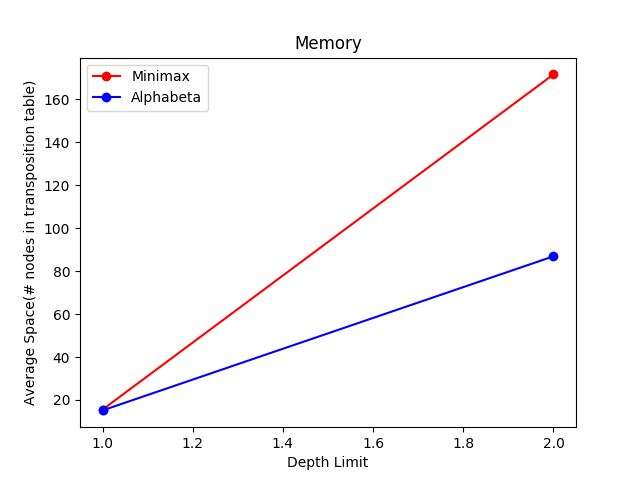 Memory
Minimax
Alphabeta
Average Space(# nodes in transposition table)
160
140
120
100
80
60
40
20
1.0 1.2 1.4 1.6 1.8 2.0
Depth Limit